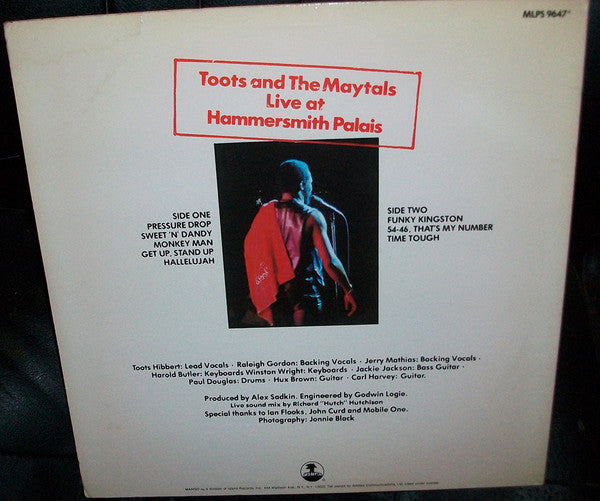 MLPS 9647
Toots and The Maytals
Live at
Hammersmith Palais
SIDE ONE
PRESSURE DROP
SWEET 'N' DANDY
MONKEY MAN
GET UP, STAND UP
HALLELUJAH
SIDE TWO
FUNKY KINGSTON
54-46, THAT'S MY NUMBER
TIME TOUGH
Toots Hibbert: Lead Vocals · Raleigh Gordon: Backing Vocals · Jerry Mathias: Backing Vocals ·
Harold Butler: Keyboards Winston Wright: Keyboards · Jackie Jackson: Bass Guitar ·
Paul Douglas: Drums · Hux Brown: Guitar · Carl Harvey: Guitar.
Produced by Alex Sadkin. Engineered by Godwin Logie.
Live sound mix by Richard "Hutch" Hutchison
Special thanks to Ian Flooks, John Curd and Mobile One.
Photography: Jonnie Black